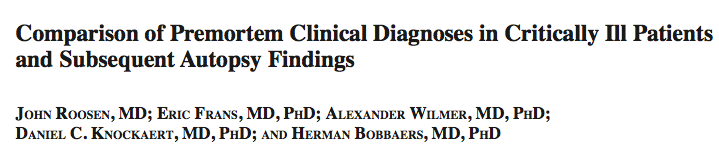 Comparison of Premortem Clinical Diagnoses in Critically Ill Patients
and Subsequent Autopsy Findings
John Roosen, MD; Eric Frans, MD, PhD; Alexander Wilmer, MD, PhD;
Daniel C. Knockaert, MD, PhD; and Herman Bobbaers, MD, PhD